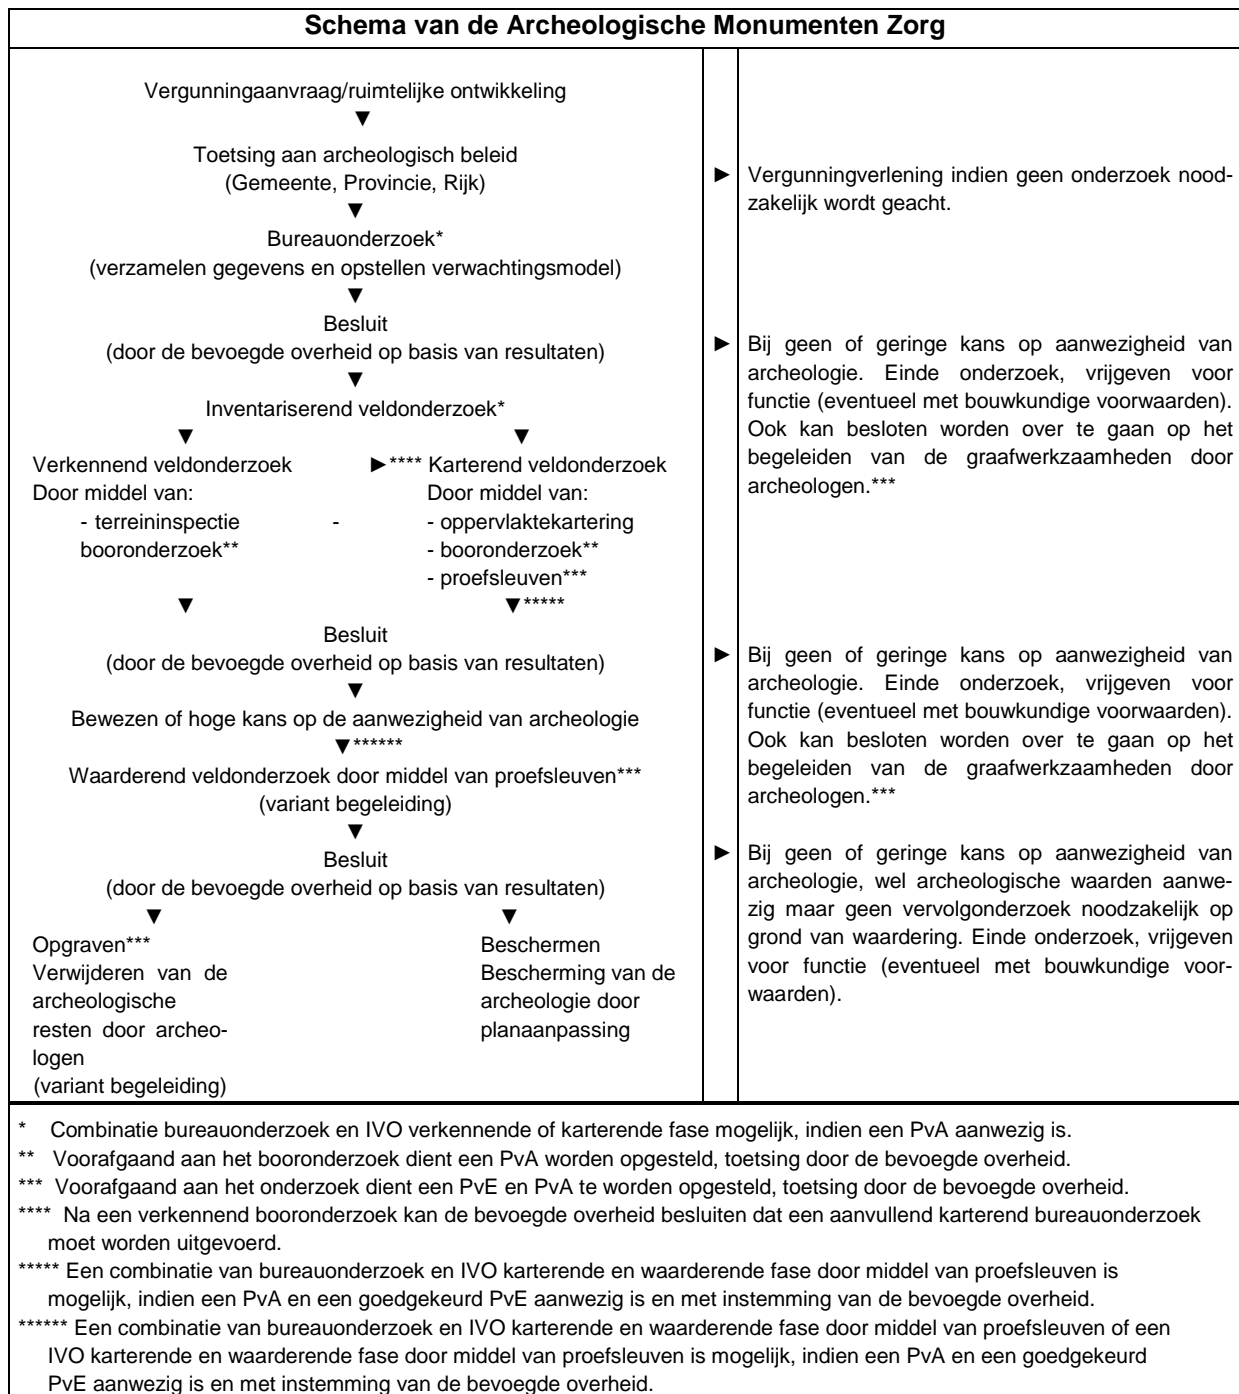 Schema van de Archeologische Monumenten Zorg
Vergunningaanvraag/ruimtelijke ontwikkeling
▼
Toetsing aan archeologisch beleid
(Gemeente, Provincie, Rijk)
▼
Bureauonderzoek*
(verzamelen gegevens en opstellen verwachtingsmodel)
▼
Besluit
(door de bevoegde overheid op basis van resultaten)
▼
Inventariserend veldonderzoek*
▼ ▼
Verkennend veldonderzoek ►**** Karterend veldonderzoek
Door middel van: Door middel van:
- terreininspectie - - oppervlaktekartering
booronderzoek** - booronderzoek**
- proefsleuven***
▼ ▼*****
Besluit
(door de bevoegde overheid op basis van resultaten)
▼
Bewezen of hoge kans op de aanwezigheid van archeologie
▼******
Waarderend veldonderzoek door middel van proefsleuven***
(variant begeleiding)
▼
Besluit
(door de bevoegde overheid op basis van resultaten)
▼ ▼
Opgraven***
Verwijderen van de
archeologische
resten door archeo-
logen
(variant begeleiding)
Beschermen
Bescherming van de
archeologie door
planaanpassing
► Vergunningverlening indien geen onderzoek nood-
zakelijk wordt geacht.
► Bij geen of geringe kans op aanwezigheid van
archeologie. Einde onderzoek, vrijgeven voor
functie (eventueel met bouwkundige voorwaarden).
Ook kan besloten worden over te gaan op het
begeleiden van de graafwerkzaamheden door
archeologen.***
► Bij geen of geringe kans op aanwezigheid van
archeologie. Einde onderzoek, vrijgeven voor
functie (eventueel met bouwkundige voorwaarden).
Ook kan besloten worden over te gaan op het
begeleiden van de graafwerkzaamheden door
archeologen.***
► Bij geen of geringe kans op aanwezigheid van
archeologie, wel archeologische waarden aanwe-
zig maar geen vervolgonderzoek noodzakelijk op
grond van waardering. Einde onderzoek, vrijgeven
voor functie (eventueel met bouwkundige voor-
waarden).
* Combinatie bureauonderzoek en IVO verkennende of karterende fase mogelijk, indien een PvA aanwezig is.
** Voorafgaand aan het booronderzoek dient een PvA worden opgesteld, toetsing door de bevoegde overheid.
*** Voorafgaand aan het onderzoek dient een PvE en PvA te worden opgesteld, toetsing door de bevoegde overheid.
**** Na een verkennend booronderzoek kan de bevoegde overheid besluiten dat een aanvullend karterend bureauonderzoek
moet worden uitgevoerd.
***** Een combinatie van bureauonderzoek en IVO karterende en waarderende fase door middel van proefsleuven is
mogelijk, indien een PvA en een goedgekeurd PvE aanwezig is en met instemming van de bevoegde overheid.
****** Een combinatie van bureauonderzoek en IVO karterende en waarderende fase door middel van proefsleuven of een
IVO karterende en waarderende fase door middel van proefsleuven is mogelijk, indien een PvA en een goedgekeurd
PvE aanwezig is en met instemming van de bevoegde overheid.